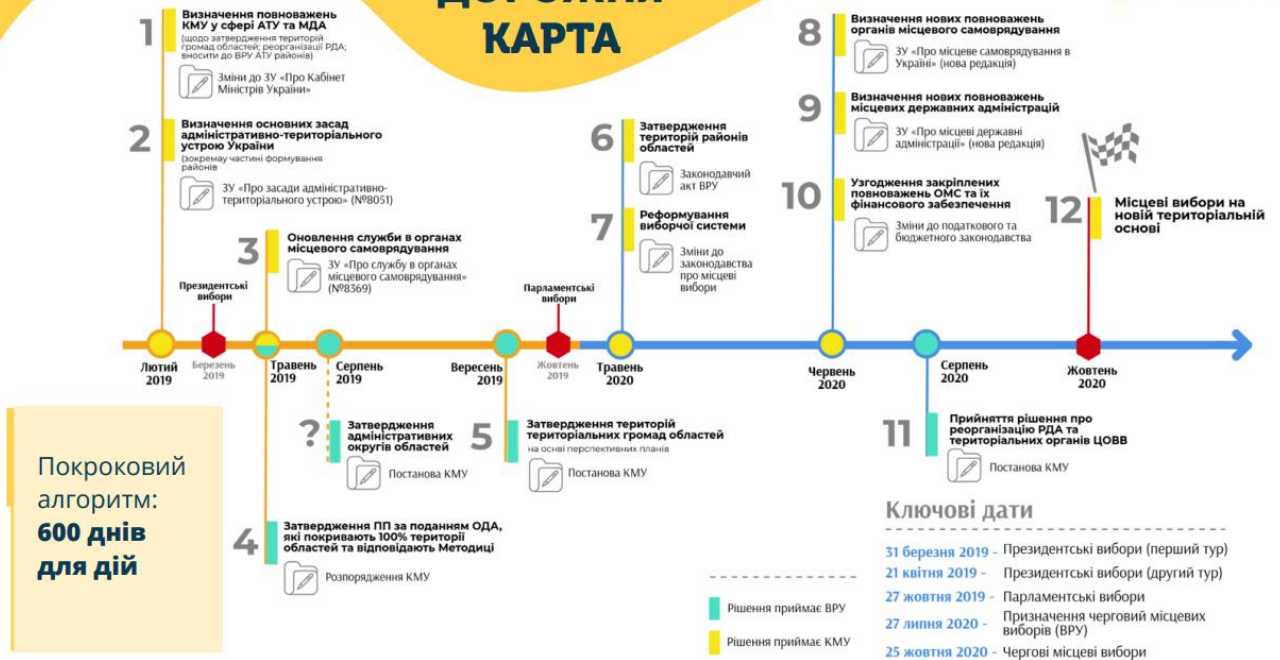 ДОРОЖНЯ
КАРТА
1
Визначення повноважень
КМУ у сфері АТУ та МДА
(щодо затвердження територій
громад областей; реорганізації РДА;
вносити до ВРУ АТУ районів)
Зміни до ЗУ «Про Кабінет
Міністрів України»
2
Визначення основних засад
адміністративно-територіального
устрою України
(зокремау частині формування
районів
ЗУ «Про засади адміністративно-
територіального устрою» (№8051)
3
Оновлення служби в органах
місцевого самоврядування
ЗУ «Про службу в органах
місцевого самоврядування»
(№8369)
6
Затвердження
територій районів
областей
Законодавчий
акт ВРУ
7
Реформування
виборчої системи
Зміни до
законодавства
про місцеві
вибори
8
Визначення нових повноважень
органів місцевого самоврядування
ЗУ «Про місцеве самоврядування в
Україні» (нова редакція)
9
Визначення нових повноважень
місцевих державних адміністрацій
ЗУ «Про місцеві державні
адміністрації» (нова редакція)
10
Узгодження закріплених
повноважень ОМС та їх
фінансового забезпечення
Зміни до податкового та
бюджетного законодавства
12
Місцеві вибори на
новій територіальній
основі
Президентські
вибори
Парламентські
вибори
Лютий
2019
Березень
2019
Травень
2019
Серпень
2019
Вересень
2019
Жовтень
2019
Травень
2020
Червень
2020
Серпень
2020
Жовтень
2020
?
Затвердження
адміністративних
округів областей
Постанова КМУ
5
Затвердження територій
територіальних громад областей
на основі перспективних планів
Постанова КМУ
11
Прийняття рішення про
реорганізацію РДА та
територіальних органів ЦОВВ
Постанова КМУ
4
Затвердження ПП за поданням ОДА,
які покривають 100% території
областей та відповідають Методиці
Розпорядження КМУ
Покроковий
алгоритм:
600 днів
для дій
Рішення приймає ВРУ
Рішення приймає КМУ
Ключові дати
31 березня 2019 - Президентські вибори (перший тур)
21 квітня 2019 - Президентські вибори (другий тур)
27 жовтня 2019 - Парламентські вибори
27 липня 2020 - Призначення черговий місцевих
виборів (ВРУ)
25 жовтня 2020 - Чергові місцеві вибори